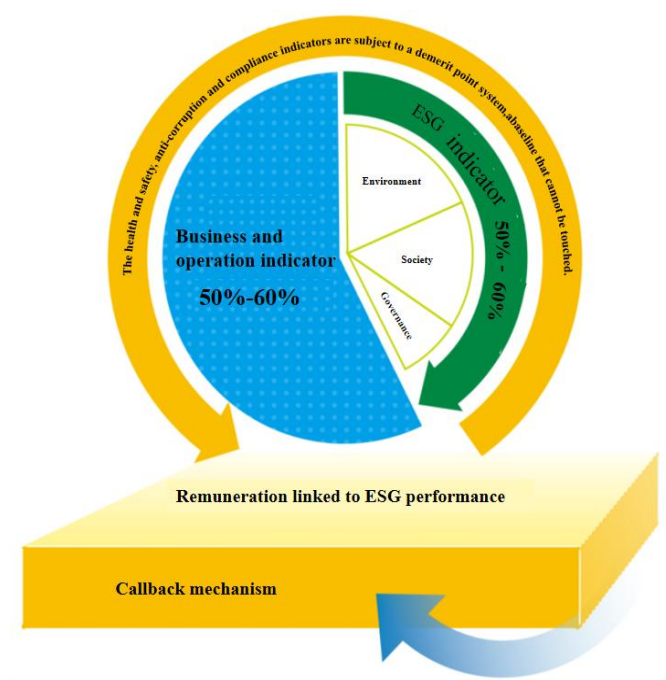 The health and safety, anti-corruption and compliance indicators are subject to a demerit point system,abaseline that cannot be touched.
ESG indicator 50% - 60%
Environment
Business and
operation indicator
50%-60%
Society
Governance
Remuneration linked to ESG performance
Callback mechanism